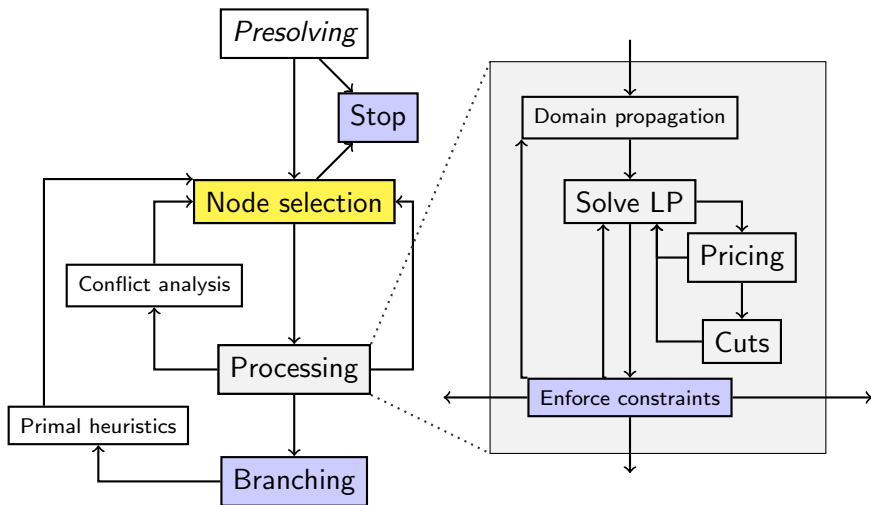 Presolving
Stop
Node selection
Conflict analysis
Processing
Primal heuristics
Branching
Domain propagation
Solve LP
Pricing
Cuts
Enforce constraints